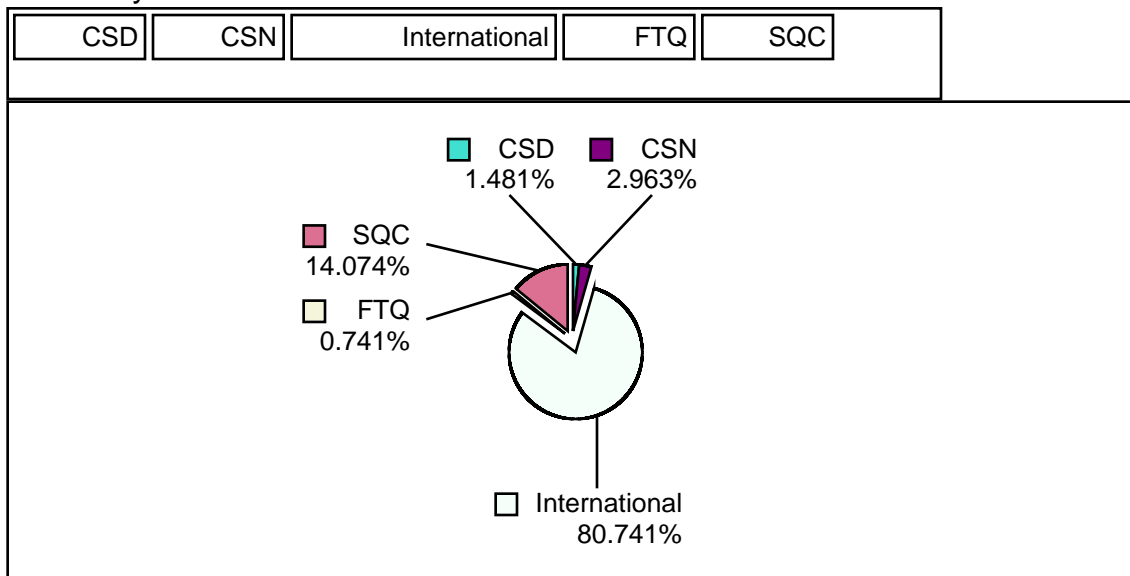 CSD CSN International FTQ SQC
CSD
1.481%
CSN
2.963%
SQC
14.074%
FTQ
0.741%
International
80.741%